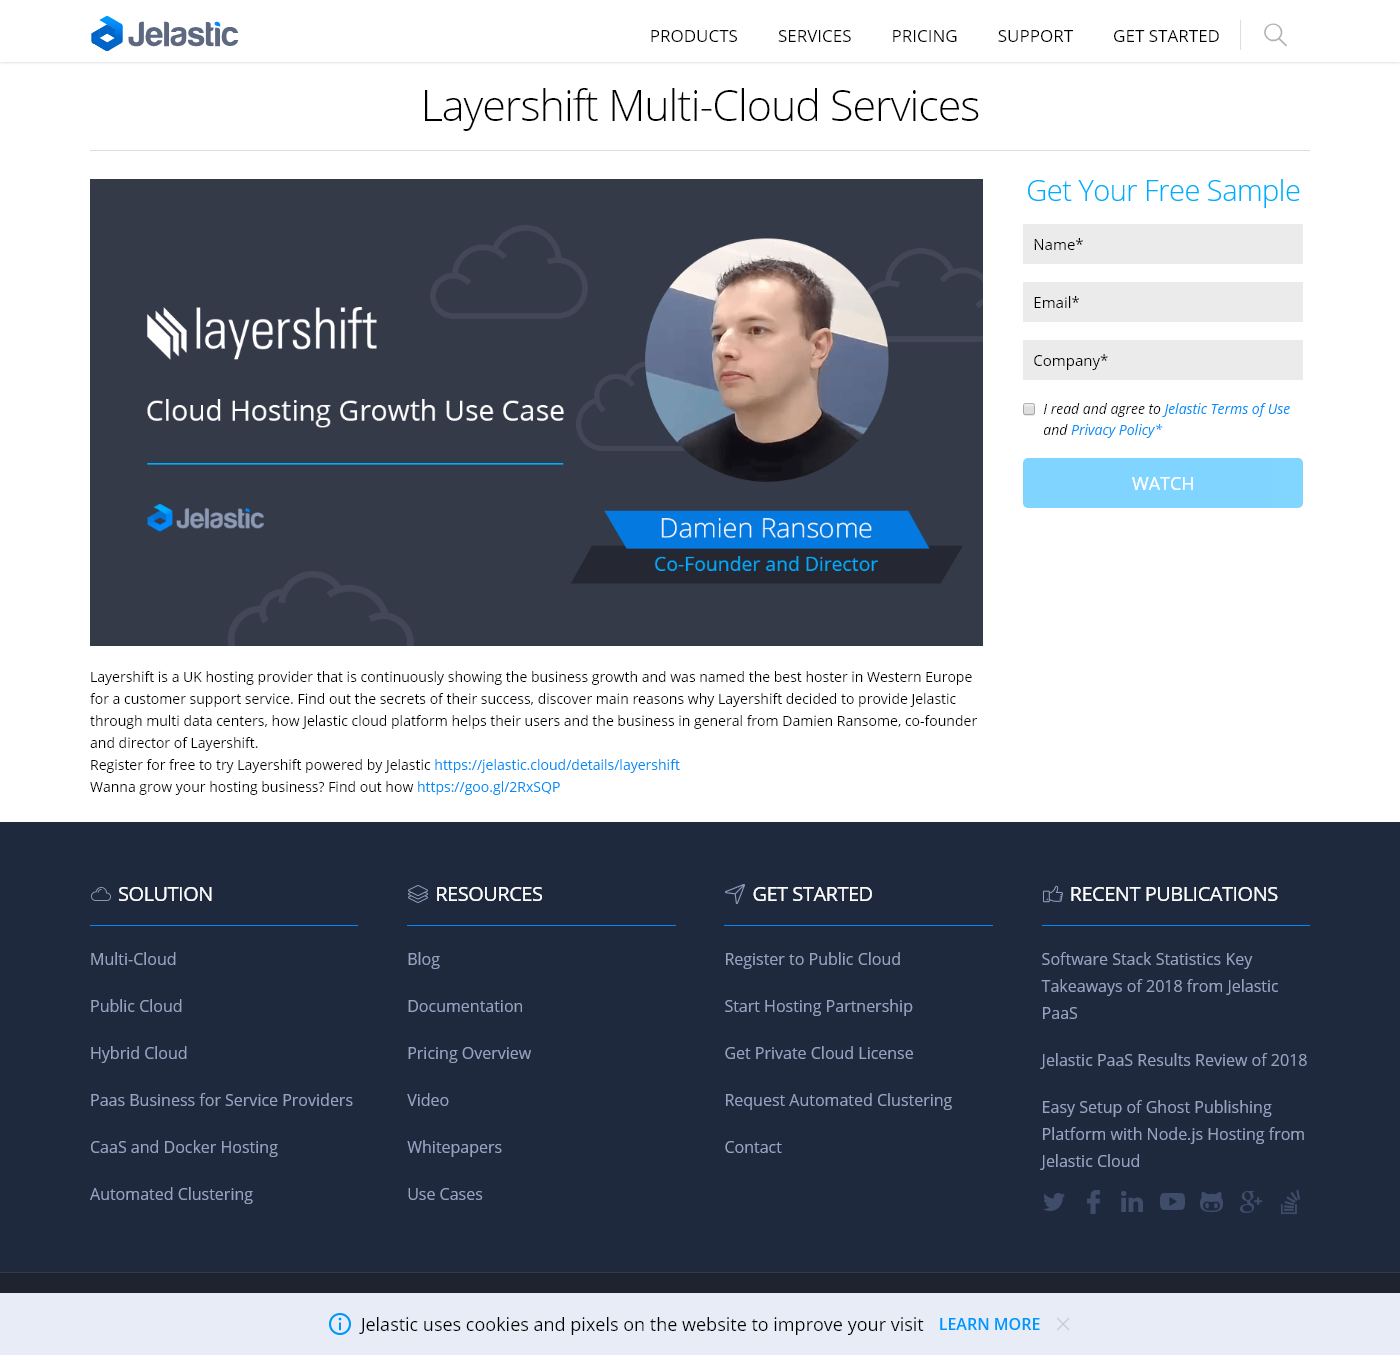 Jelastic
PRODUCTS
SERVICES
PRICING
SUPPORT
GET STARTED
Layershift Multi-Cloud Services
layershift
Cloud Hosting Growth Use Case
Jelastic
Damien Ransome
Co-Founder and Director
Get Your Free Sample
Name*
Email*
Company*
I read and agree to Jelastic Terms of Use
and Privacy Policy*
WATCH
Layershift is a UK hosting provider that is continuously showing the business growth and was named the best hoster in Western Europe
for a customer support service. Find out the secrets of their success, discover main reasons why Layershift decided to provide Jelastic
through multi data centers, how Jelastic cloud platform helps their users and the business in general from Damien Ransome, co-founder
and director of Layershift.
Register for free to try Layershift powered by Jelastic https://jelastic.cloud/details/layershift
Wanna grow your hosting business? Find out how https://goo.gl/2RxSQP
SOLUTION
Multi-Cloud
Public Cloud
Hybrid Cloud
Paas Business for Service Providers
CaaS and Docker Hosting
Automated Clustering
RESOURCES
Blog
Documentation
Pricing Overview
Video
Whitepapers
Use Cases
GET STARTED
Register to Public Cloud
Start Hosting Partnership
Get Private Cloud License
Request Automated Clustering
Contact
RECENT PUBLICATIONS
Software Stack Statistics Key
Takeaways of 2018 from Jelastic
PaaS
Jelastic PaaS Results Review of 2018
Easy Setup of Ghost Publishing
Platform with Node.js Hosting from
Jelastic Cloud
Jelastic uses cookies and pixels on the website to improve your visit
LEARN MORE